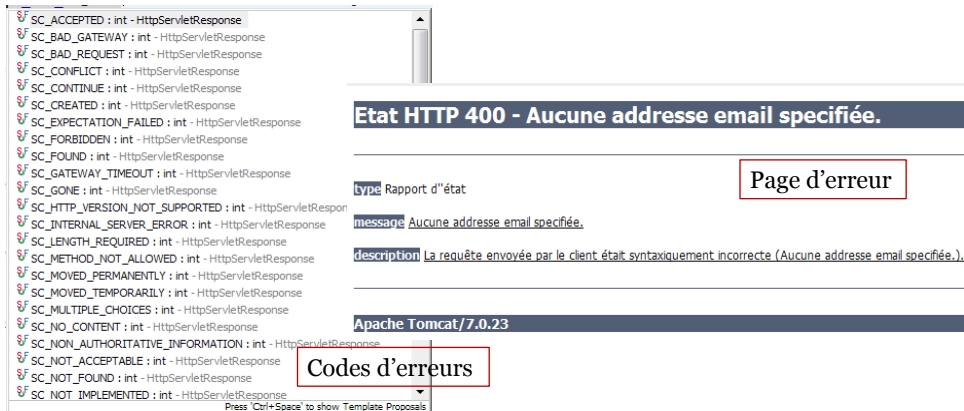 SC_ACCEPTED : int - HttpServletResponse
SC_BAD_GATEWAY : int - HttpServletResponse
SC_BAD_REQUEST : int - HttpServletResponse
SC_CONFLICT : int - HttpServletResponse
SC_CONTINUE : int - HttpServletResponse
SC_CREATED : int - HttpServletResponse
SC_EXPECTATION_FAILED : int - HttpServletResponse
SC_FORBIDDEN : int - HttpServletResponse
SC_FOUND : int - HttpServletResponse
SC_GATEWAY_TIMEOUT : int - HttpServletResponse
SC_GONE : int - HttpServletResponse
SC_HTTP_VERSION_NOT_SUPPORTED : int - HttpServletRespon
SC_INTERNAL_SERVER_ERROR : int - HttpServletResponse
SC_LENGTH_REQUIRED : int - HttpServletResponse
SC_METHOD_NOT_ALLOWED : int - HttpServletResponse
SC_MOVED_PERMANENTLY : int - HttpServletResponse
SC_MOVED_TEMPORARILY : int - HttpServletResponse
SC_MULTIPLE_CHOICES : int - HttpServletResponse
SC_NO_CONTENT : int - HttpServletResponse
SC_NON_AUTHORITATIVE_INFORMATION : int - HttpServletResponse
SC_NOT_ACCEPTABLE : int - HttpServletResponse
SC_NOT_FOUND : int - HttpServletResponse
SC_NOT_IMPLEMENTED : int - HttpServletResponse
Press 'Ctrl+Space' to show Template Proposals
Codes d'erreurs
Etat HTTP 400 - Aucune addresse email specifiée.
Page d'erreur
type Rapport d''état
message Aucune addresse email specifiée.
description La requête envoyée par le client était syntaxiquement incorrecte (Aucune addresse email specifiée.).
Apache Tomcat/7.0.23